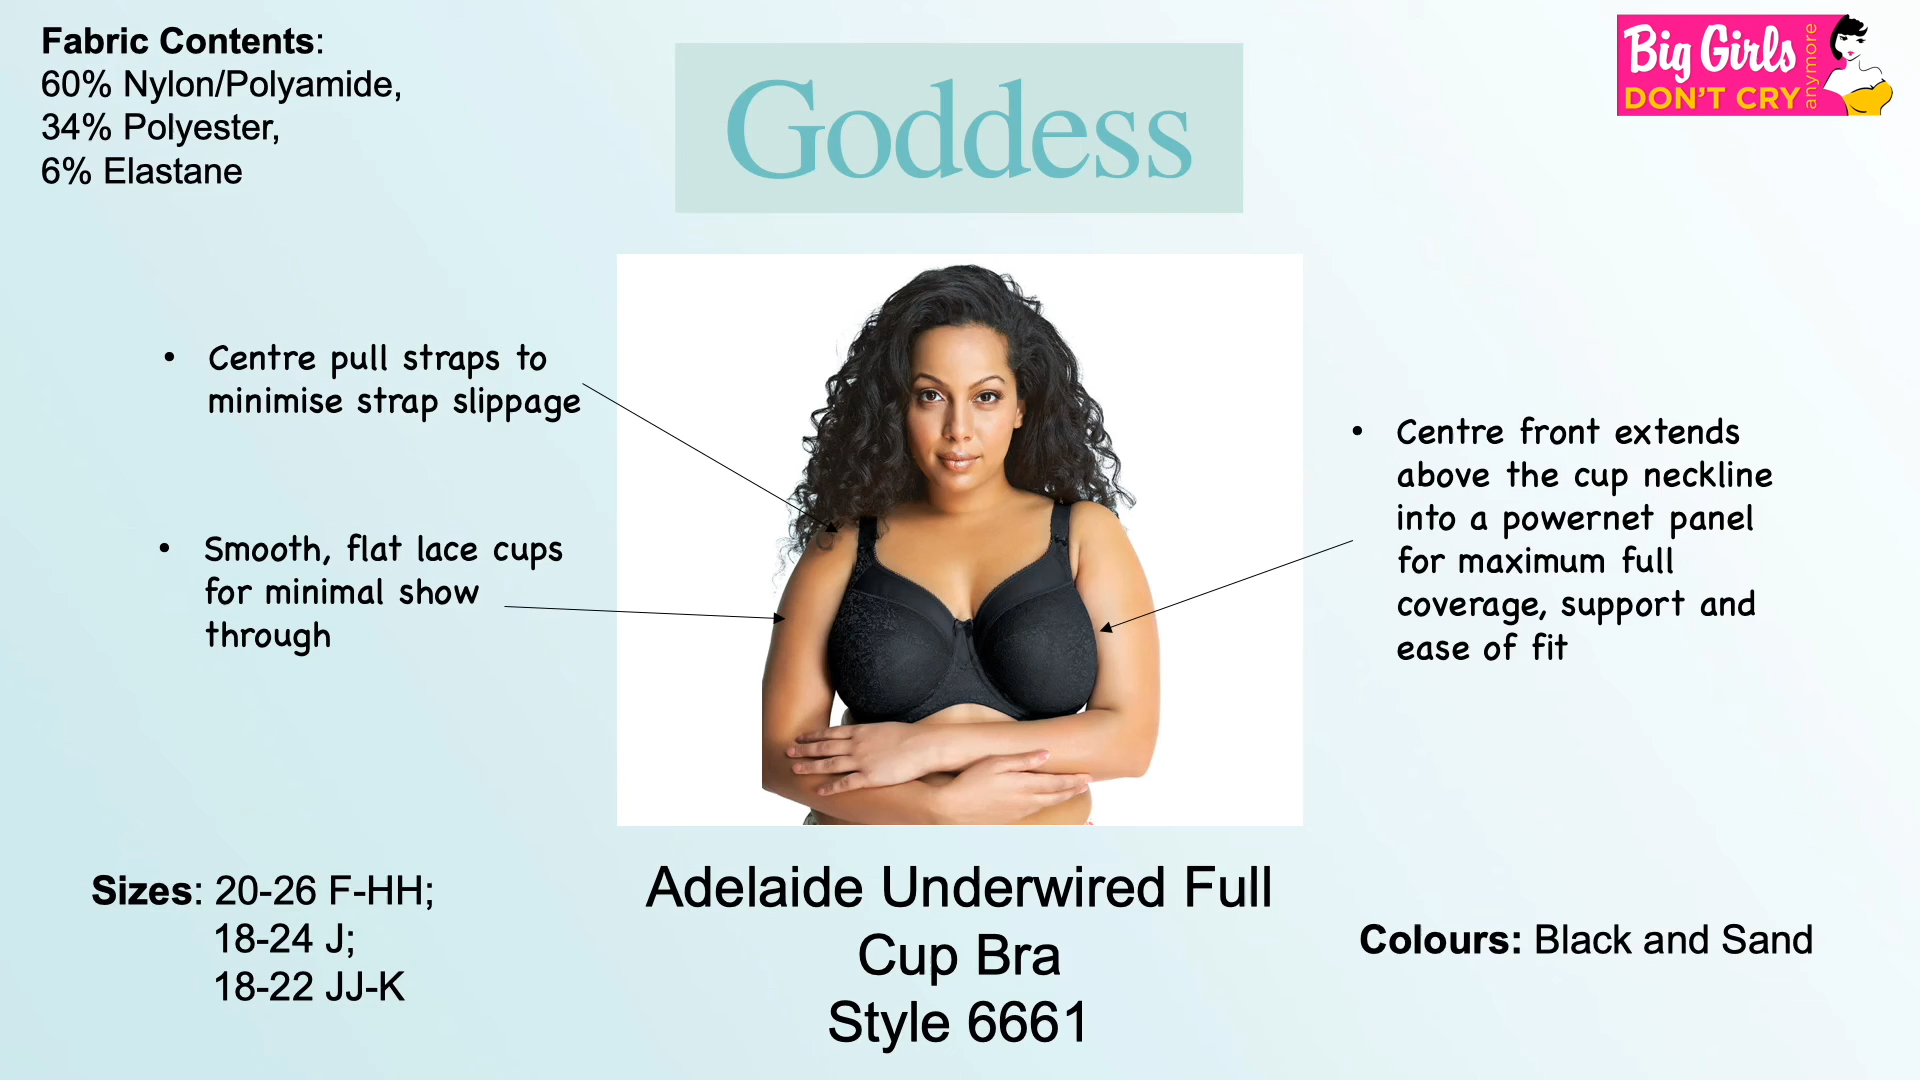 Fabric Contents:
60% Nylon/Polyamide,
34% Polyester,
6% Elastane
Goddess
Big Girls
DON'T CRY
anymore
• Centre pull straps to
minimise strap slippage
• Smooth, flat lace cups
for minimal show
through
• Centre front extends
above the cup neckline
into a powernet panel
for maximum full
coverage, support and
ease of fit
Sizes: 20-26 F-HH;
18-24 J;
18-22 JJ-K
Adelaide Underwired Full
Cup Bra
Style 6661
Colours: Black and Sand